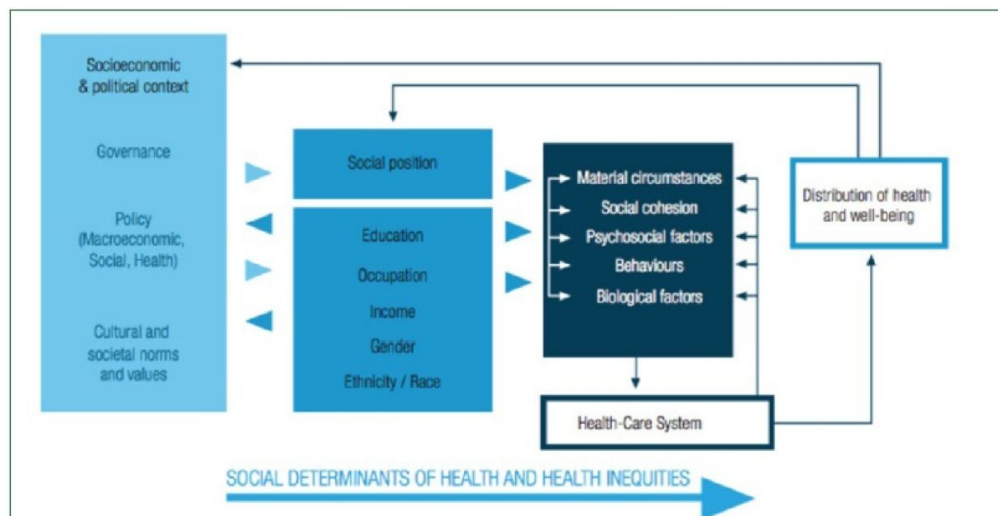 Socioeconomic
& political context
Governance
Policy
(Macroeconomic,
Social, Health)
Cultural and
societal norms
and values
Social position
Education
Occupation
Income
Gender
Ethnicity / Race
Material circumstances
Social cohesion
Psychosocial factors
Behaviours
Biological factors
Health-Care System
Distribution of health
and well-being
SOCIAL DETERMINANTS OF HEALTH AND HEALTH INEQUITIES